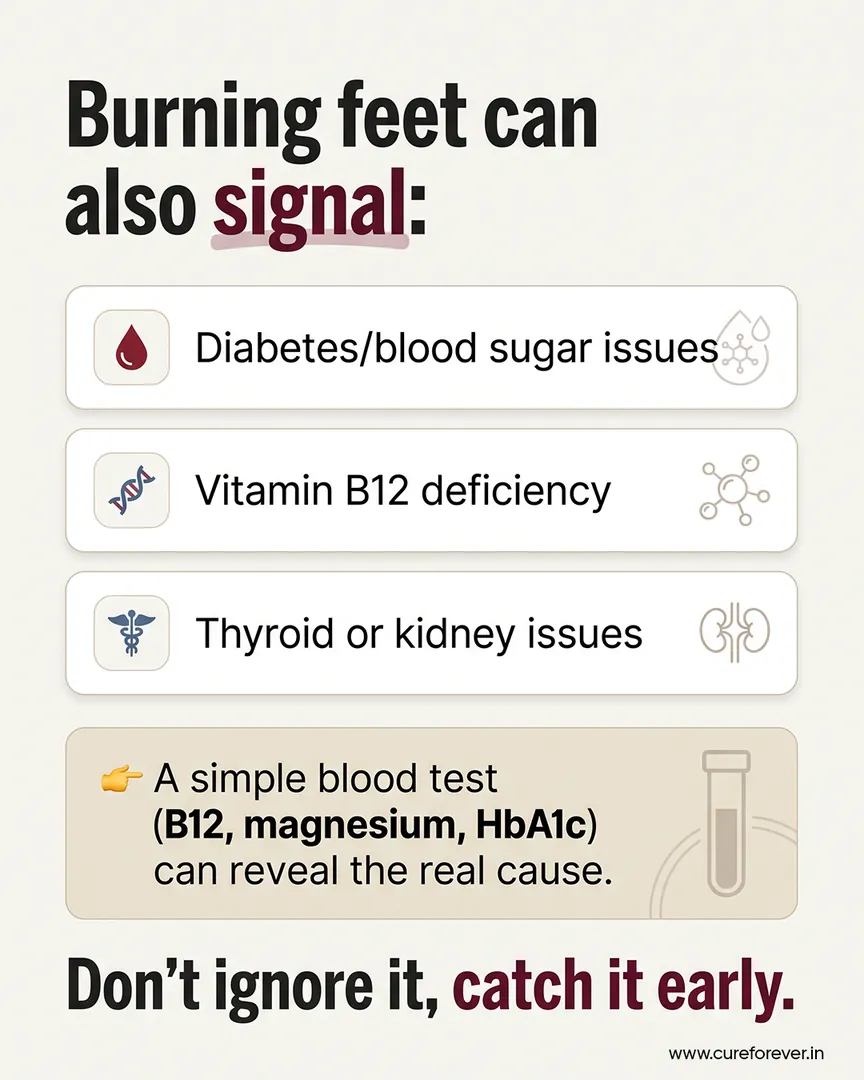 Burning feet can
also signal:
Diabetes/blood sugar issues
Vitamin B12 deficiency
Thyroid or kidney issues
👉 A simple blood test
(B12, magnesium, HbA1c)
can reveal the real cause.
Don't ignore it, catch it early.
www.cureforever.in